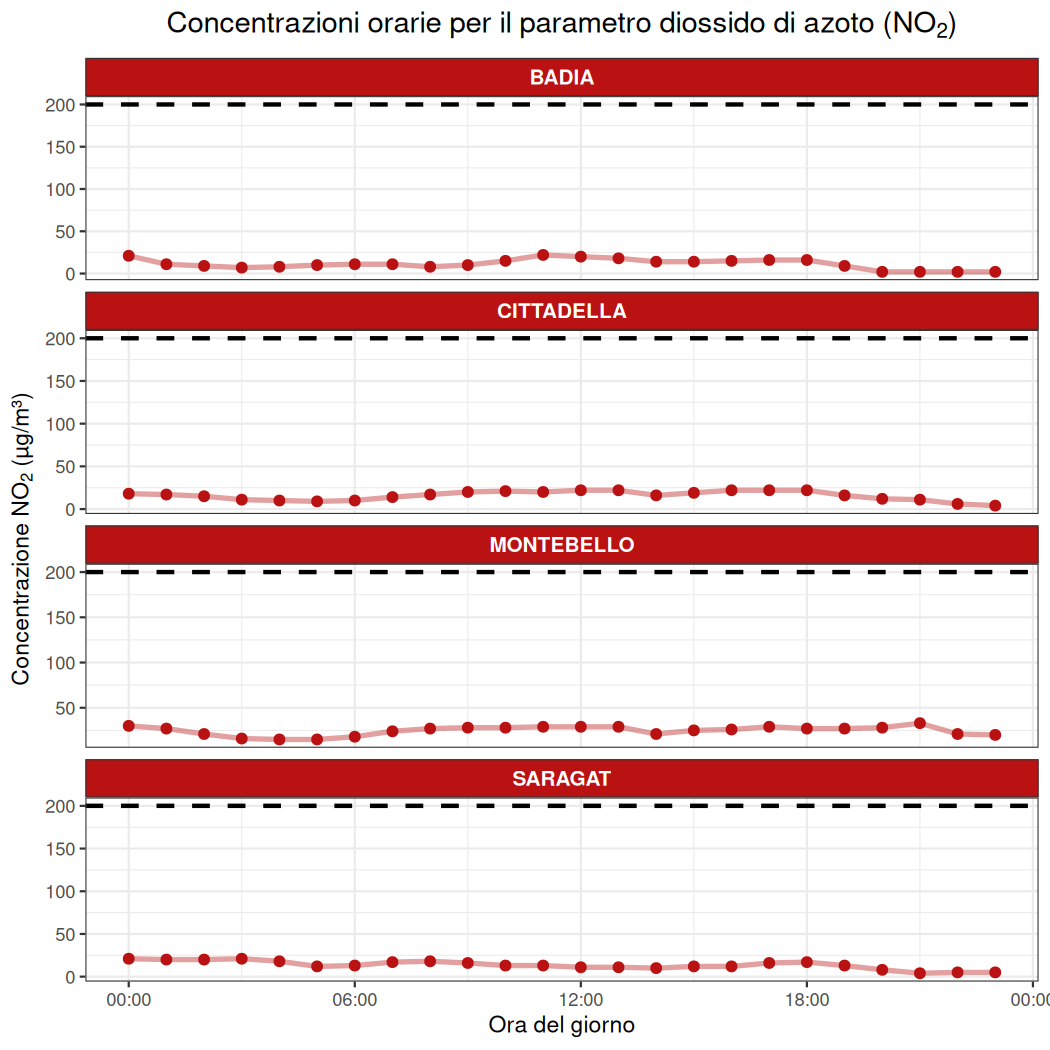 Concentrazioni orarie per il parametro diossido di azoto (NO₂)
Concentrazione NO₂ (µg/m³)
BADIA
200
150
100
50
0
CITTADELLA
200
150
100
50
0
MONTEBELLO
200
150
100
50
SARAGAT
200
150
100
50
0
00:00 06:00 12:00 18:00 00:0
Ora del giorno